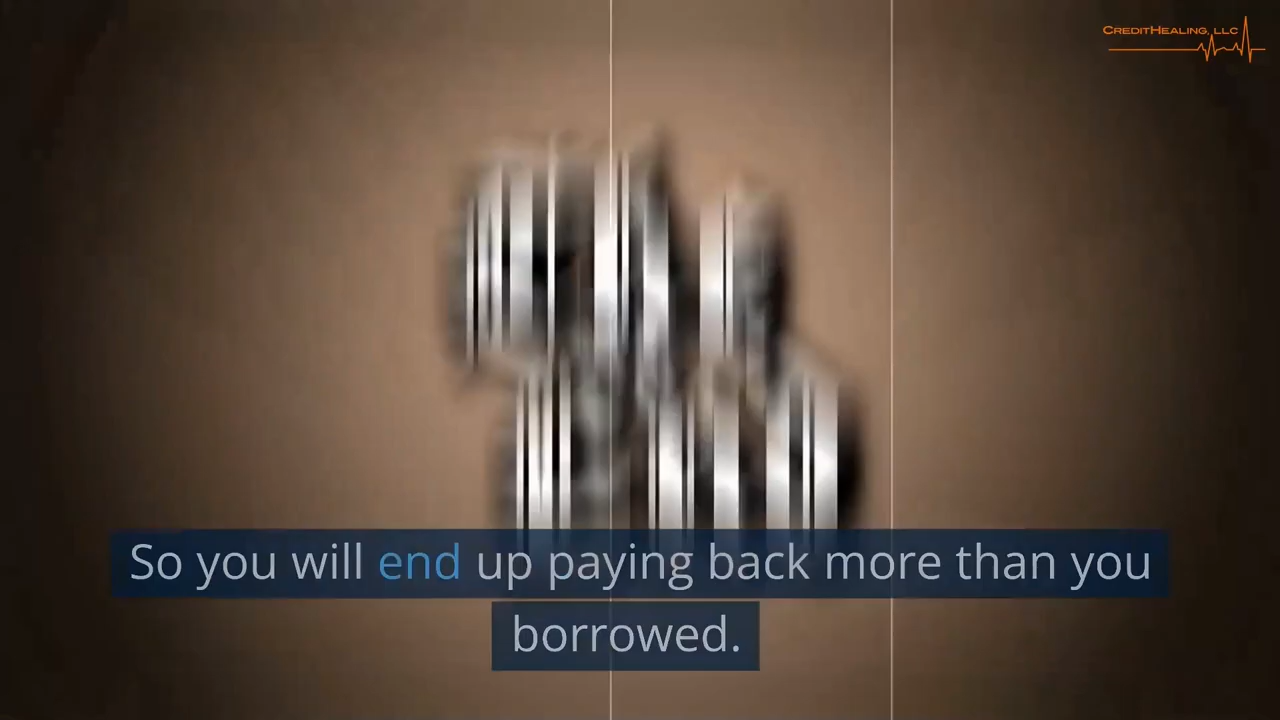 CREDITHEALING, LLC
So you will end up paying back more than you
borrowed.